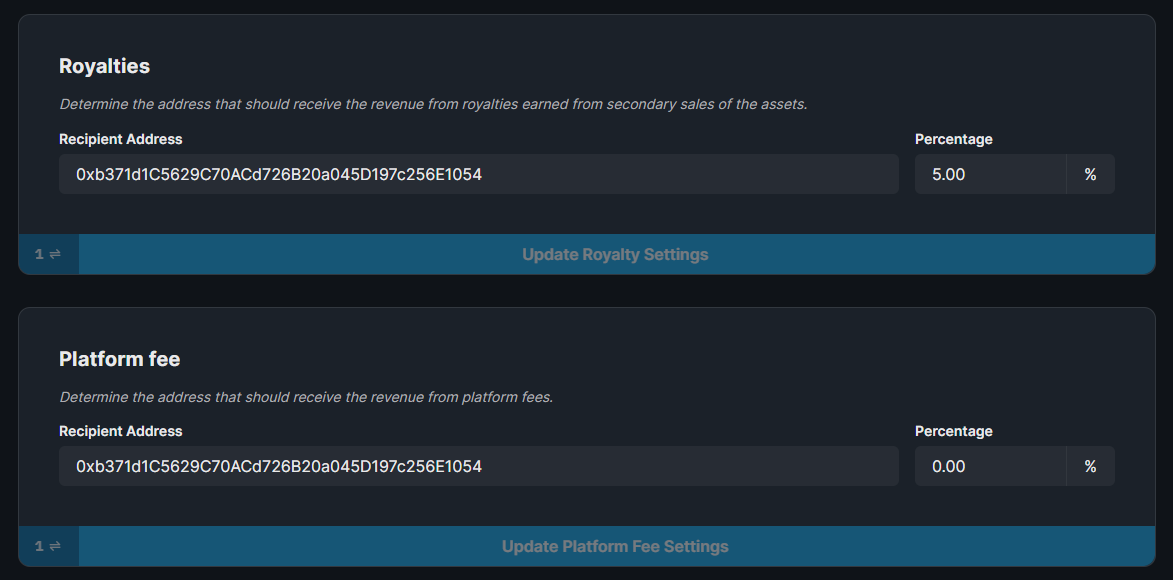 Royalties
Determine the address that should receive the revenue from royalties earned from secondary sales of the assets.
Recipient Address
Percentage
0xb371d1C5629C70ACd726B20a045D197c256E1054
5.00
%
1 ⇌
Update Royalty Settings
Platform fee
Determine the address that should receive the revenue from platform fees.
Recipient Address
Percentage
0xb371d1C5629C70ACd726B20a045D197c256E1054
0.00
%
1 ⇌
Update Platform Fee Settings